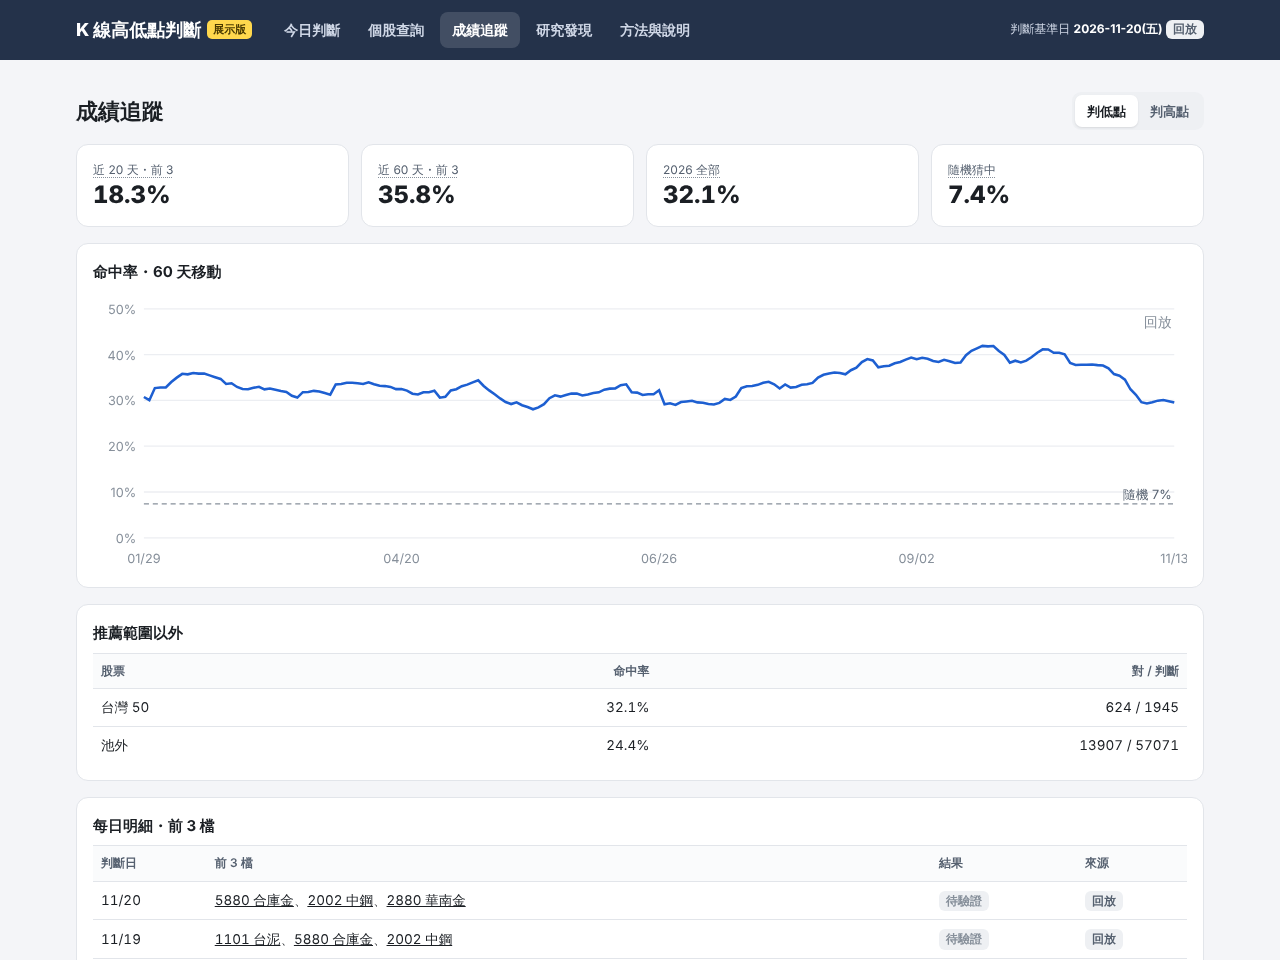 K 線高低點判斷 展示版 今日判斷 個股查詢 成績追蹤 研究發現 方法與說明 判斷基準日 2026-11-20(五) 回放
成績追蹤 判低點 判高點
近 20 天・前 3
18.3%
近 60 天・前 3
35.8%
2026 全部
32.1%
隨機猜中
7.4%
命中率・60 天移動
50%
回放
40%
30%
20%
10%
隨機 7%
0%
01/29 04/20 06/26 09/02 11/13
推薦範圍以外
股票 命中率 對 / 判斷
台灣 50 32.1% 624 / 1945
池外 24.4% 13907 / 57071
每日明細・前 3 檔
判斷日 前 3 檔 結果 來源
11/20 5880 合庫金、2002 中鋼、2880 華南金 待驗證 回放
11/19 1101 台泥、5880 合庫金、2002 中鋼 待驗證 回放